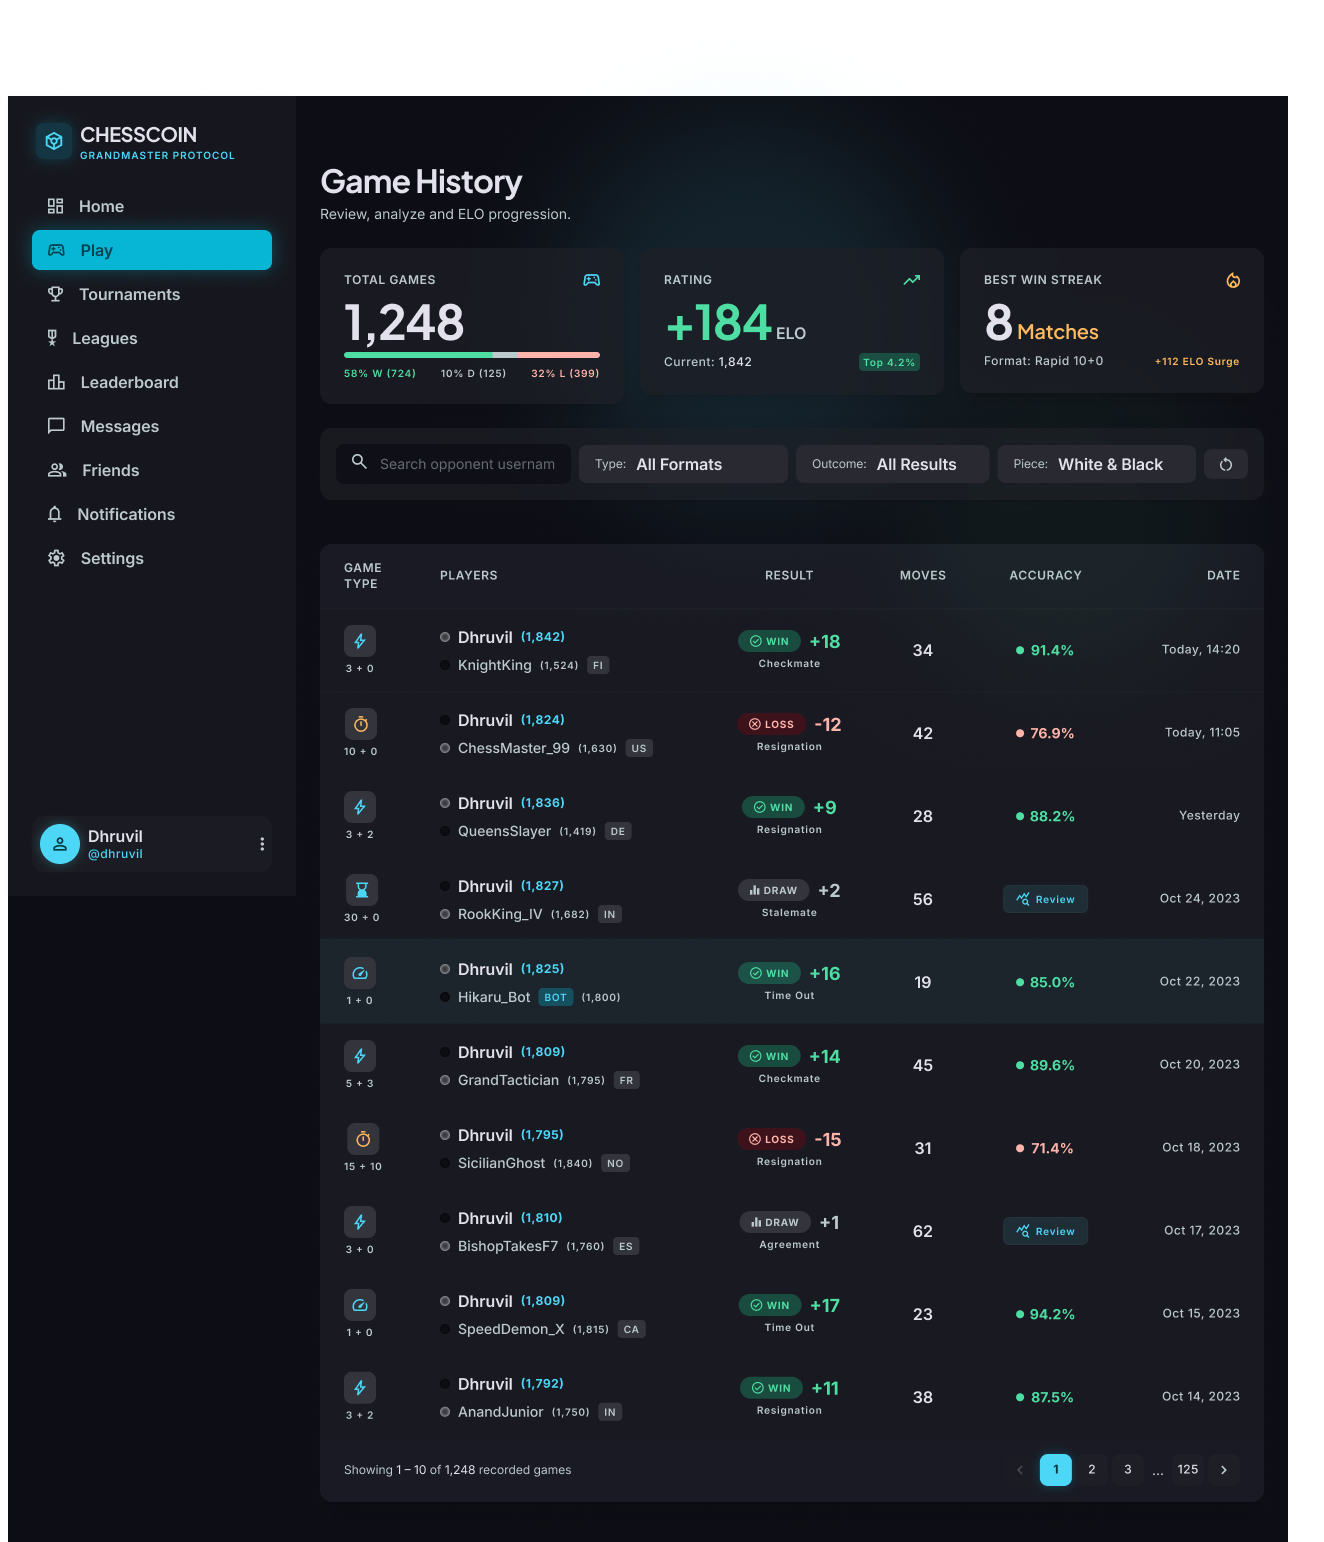 CHESSCOIN
GRANDMASTER PROTOCOL
Home
Play
Tournaments
Leagues
Leaderboard
Messages
Friends
Notifications
Settings
Dhruvil
@dhruvil
Game History
Review, analyze and ELO progression.
TOTAL GAMES
1,248
58% W (724) 10% D (125) 32% L (399)
RATING
+184 ELO
Current: 1,842 Top 4.2%
BEST WIN STREAK
8 Matches
Format: Rapid 10+0 +112 ELO Surge
Search opponent usernam Type: All Formats Outcome: All Results Piece: White & Black
GAME TYPE PLAYERS RESULT MOVES ACCURACY DATE
3 + 0
Dhruvil (1,842)
KnightKing (1,524) FI
WIN +18
Checkmate
34
91.4%
Today, 14:20
10 + 0
Dhruvil (1,824)
ChessMaster_99 (1,630) US
LOSS -12
Resignation
42
76.9%
Today, 11:05
3 + 2
Dhruvil (1,836)
QueensSlayer (1,419) DE
WIN +9
Resignation
28
88.2%
Yesterday
30 + 0
Dhruvil (1,827)
RookKing_IV (1,682) IN
DRAW +2
Stalemate
56
Review
Oct 24, 2023
1 + 0
Dhruvil (1,825)
Hikaru_Bot BOT (1,800)
WIN +16
Time Out
19
85.0%
Oct 22, 2023
5 + 3
Dhruvil (1,809)
GrandTactician (1,795) FR
WIN +14
Checkmate
45
89.6%
Oct 20, 2023
15 + 10
Dhruvil (1,795)
SicilianGhost (1,840) NO
LOSS -15
Resignation
31
71.4%
Oct 18, 2023
3 + 0
Dhruvil (1,810)
BishopTakesF7 (1,760) ES
DRAW +1
Agreement
62
Review
Oct 17, 2023
1 + 0
Dhruvil (1,809)
SpeedDemon_X (1,815) CA
WIN +17
Time Out
23
94.2%
Oct 15, 2023
3 + 2
Dhruvil (1,792)
AnandJunior (1,750) IN
WIN +11
Resignation
38
87.5%
Oct 14, 2023
Showing 1 – 10 of 1,248 recorded games
1 2 3 ... 125